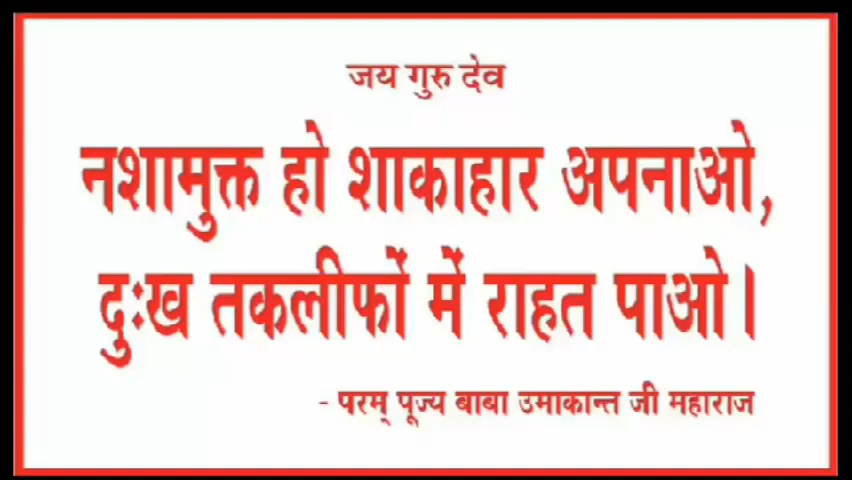 जय गुरु देव
नशामुक्त हो शाकाहार अपनाओ,
दुःख तकलीफों में राहत पाओ।
- परम् पूज्य बाबा उमाकान्त जी महाराज